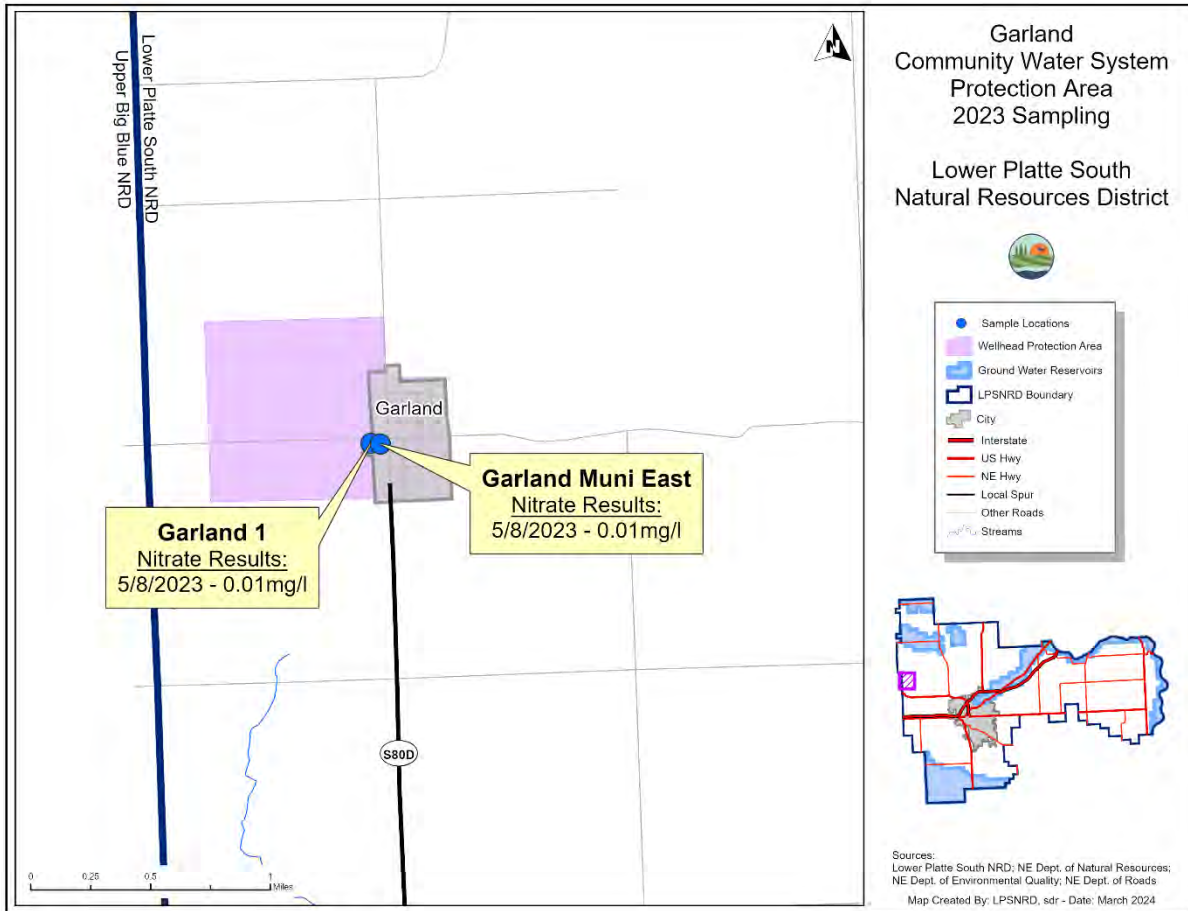 Lower Platte South NRD
Upper Big Blue NRD
N
Garland
Garland 1
Nitrate Results:
5/8/2023 - 0.01mg/l
Garland Muni East
Nitrate Results:
5/8/2023 - 0.01mg/l
S80D
0 0.25 0.5 1
Miles
Garland
Community Water System
Protection Area
2023 Sampling
Lower Platte South
Natural Resources District
Sample Locations
Wellhead Protection Area
Ground Water Reservoirs
LPSNRD Boundary
City
Interstate
US Hwy
NE Hwy
Local Spur
Other Roads
Streams
Sources:
Lower Platte South NRD; NE Dept. of Natural Resources;
NE Dept. of Environmental Quality; NE Dept. of Roads
Map Created By: LPSNRD, sdr - Date: March 2024